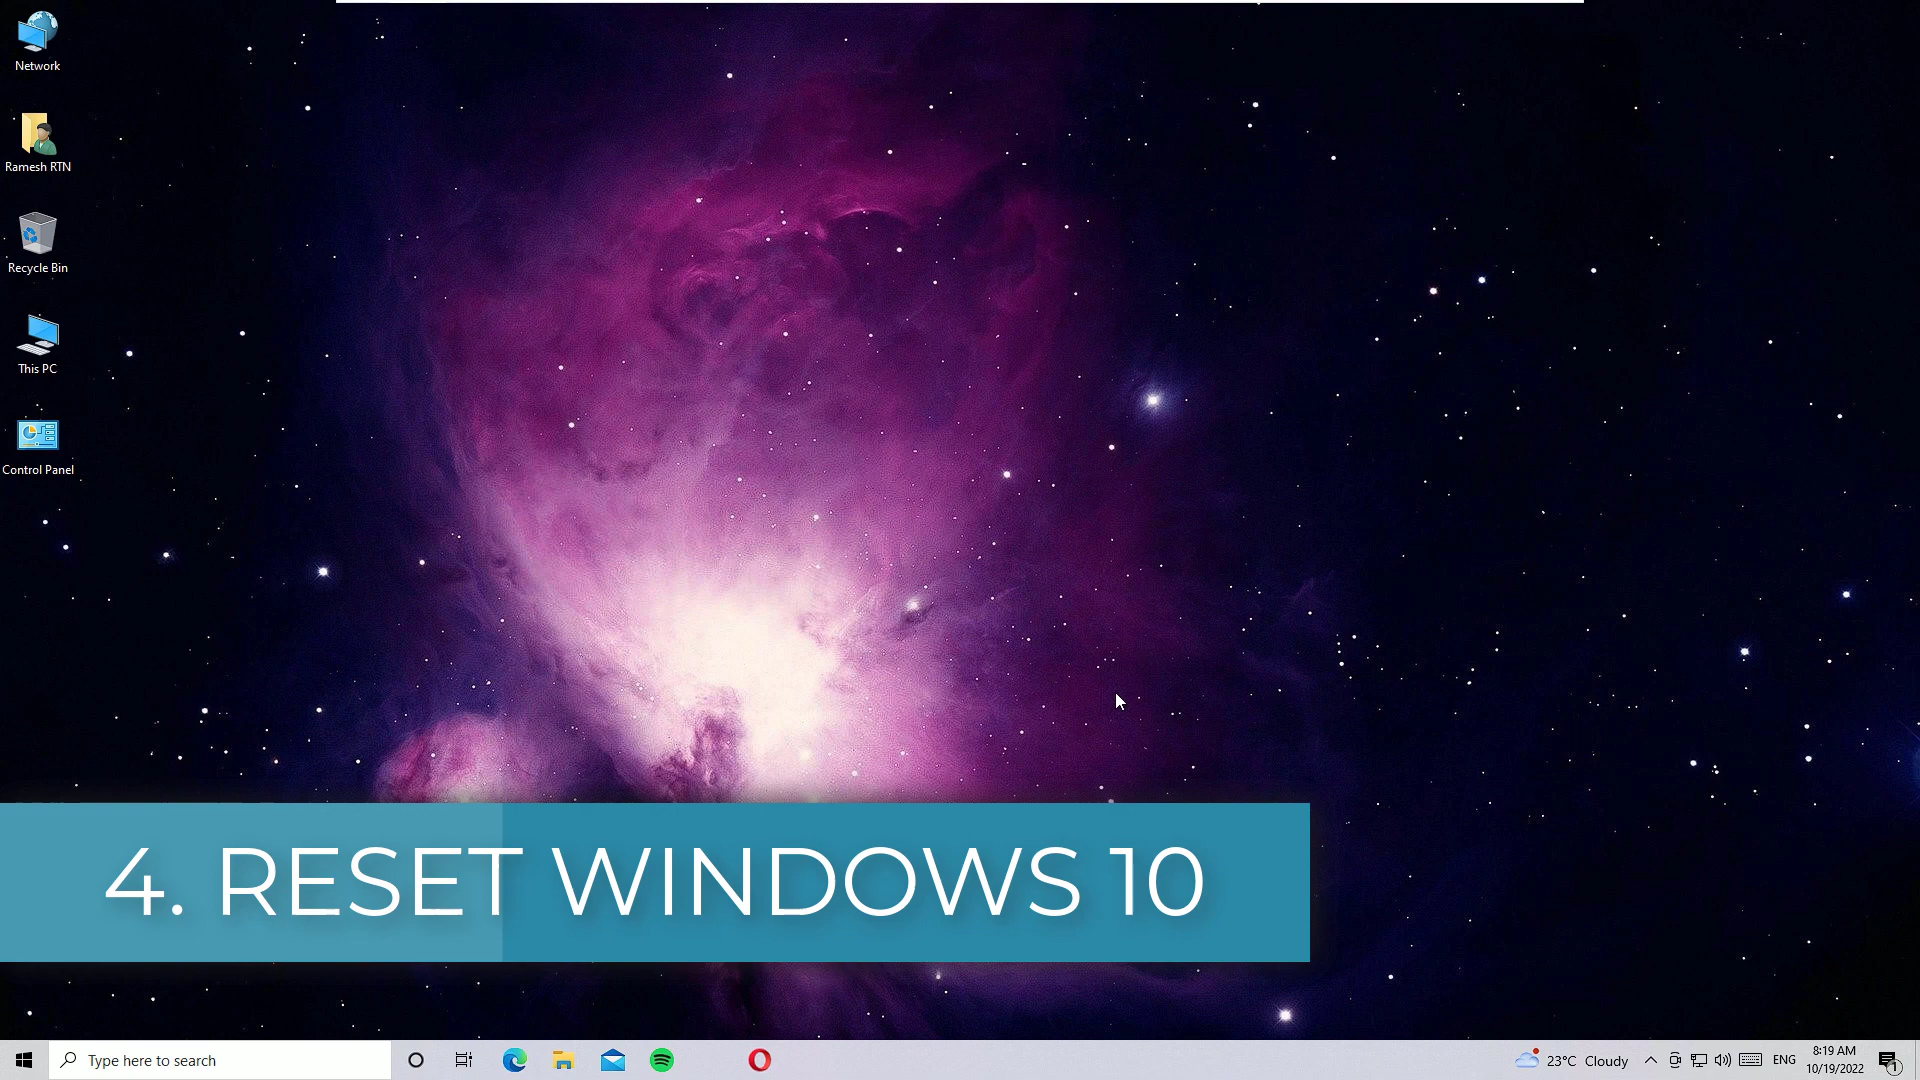 Network
Ramesh RTN
Recycle Bin
This PC
Control Panel
4. RESET WINDOWS 10
Type here to search
23°C Cloudy
ENG
8:19 AM
10/19/2022
1